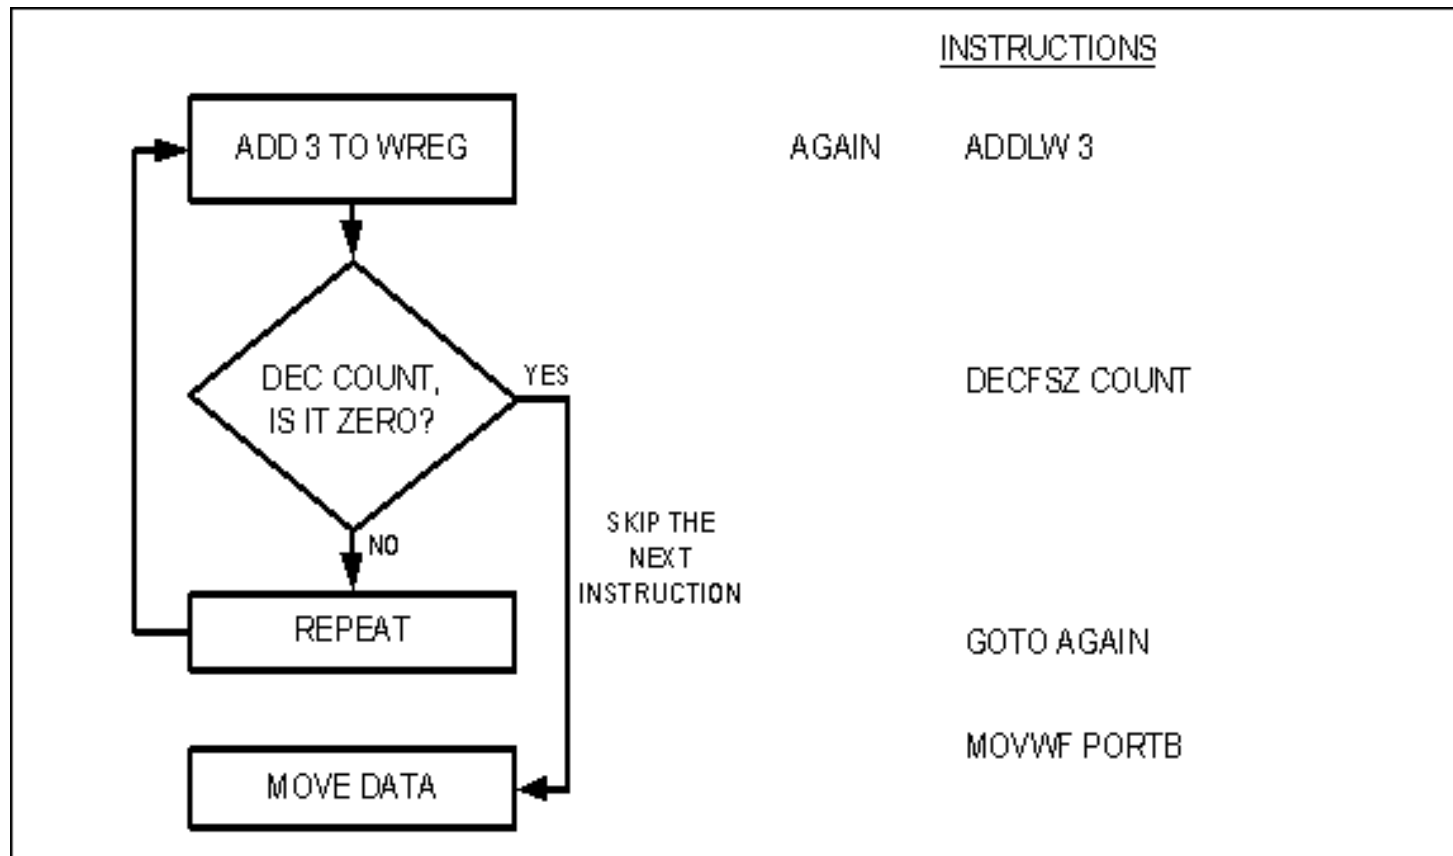 INSTRUCTIONS
ADD 3 TO WREG
AGAIN ADDLW 3
DEC COUNT,
IS IT ZERO?
YES
DECFSZ COUNT
NO
SKIP THE
NEXT
INSTRUCTION
REPEAT
GOTO AGAIN
MOVWF PORTB
MOVE DATA